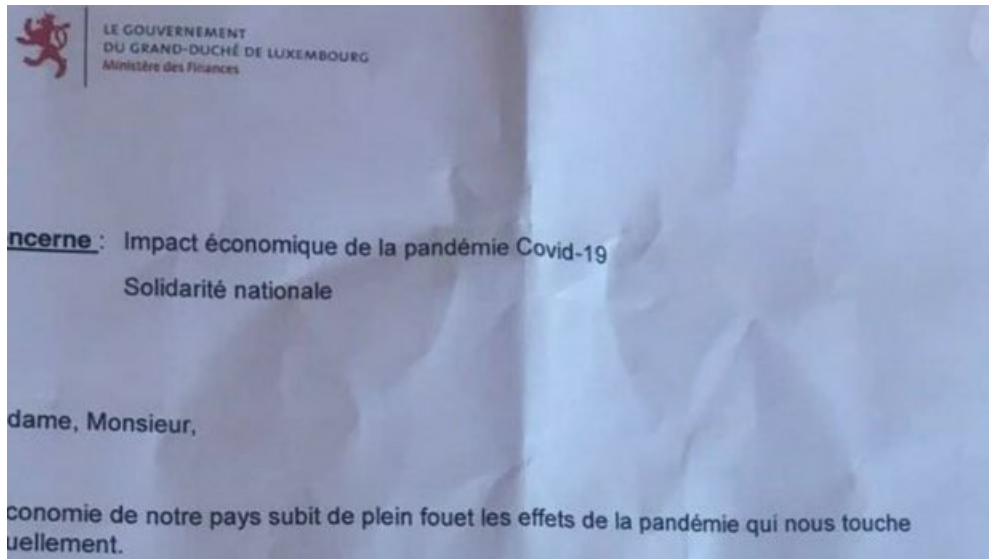 LE GOUVERNEMENT
DU GRAND-DUCHÉ DE LUXEMBOURG
Ministère des Finances
ncerne : Impact économique de la pandémie Covid-19
Solidarité nationale
dame, Monsieur,
conomie de notre pays subit de plein fouet les effets de la pandémie qui nous touche
uellement.